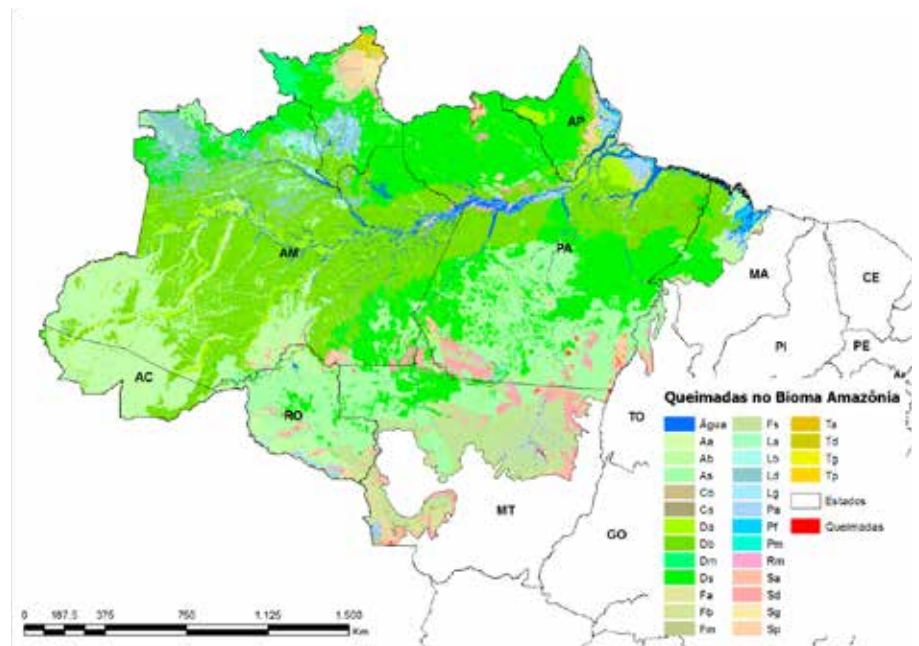 AP
AM
PA
MA
CE
PI
PE
AC
RO
TO
MT
GO
Queimadas no Bioma Amazônia
Água
Aa
Ab
As
Cb
Cs
Da
Db
Dm
Ds
Fa
Fb
Fm
Fs
La
Lb
Ld
Lg
Pa
Pf
Pm
Rm
Sa
Sd
Sg
Sp
Ta
Td
Tg
Tp
Estados
Queimadas
0 187,5 375 750 1.125 1.500
Km